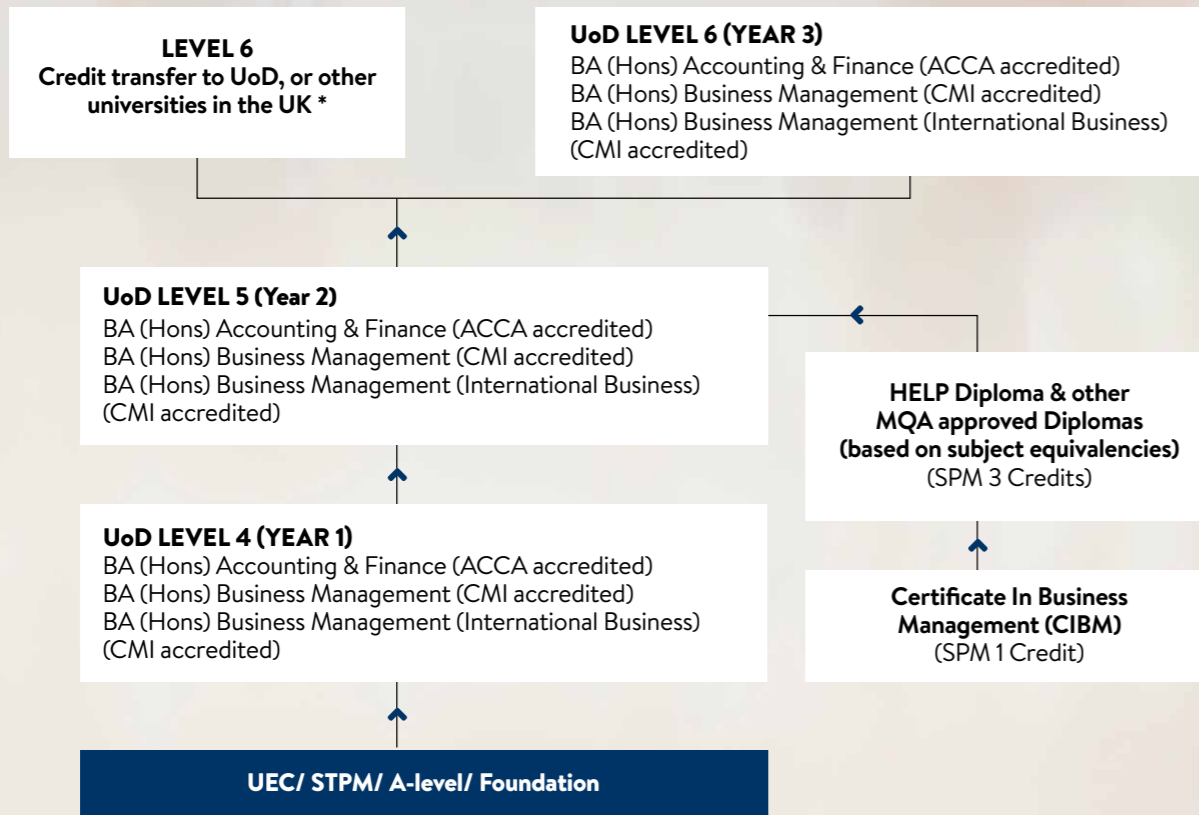 LEVEL 6
Credit transfer to UoD, or other
universities in the UK *
UoD LEVEL 6 (YEAR 3)
BA (Hons) Accounting & Finance (ACCA accredited)
BA (Hons) Business Management (CMI accredited)
BA (Hons) Business Management (International Business)
(CMI accredited)
UoD LEVEL 5 (Year 2)
BA (Hons) Accounting & Finance (ACCA accredited)
BA (Hons) Business Management (CMI accredited)
BA (Hons) Business Management (International Business)
(CMI accredited)
HELP Diploma & other
MQA approved Diplomas
(based on subject equivalencies)
(SPM 3 Credits)
UoD LEVEL 4 (YEAR 1)
BA (Hons) Accounting & Finance (ACCA accredited)
BA (Hons) Business Management (CMI accredited)
BA (Hons) Business Management (International Business)
(CMI accredited)
Certificate In Business
Management (CIBM)
(SPM 1 Credit)
UEC/ STPM/ A-level/ Foundation